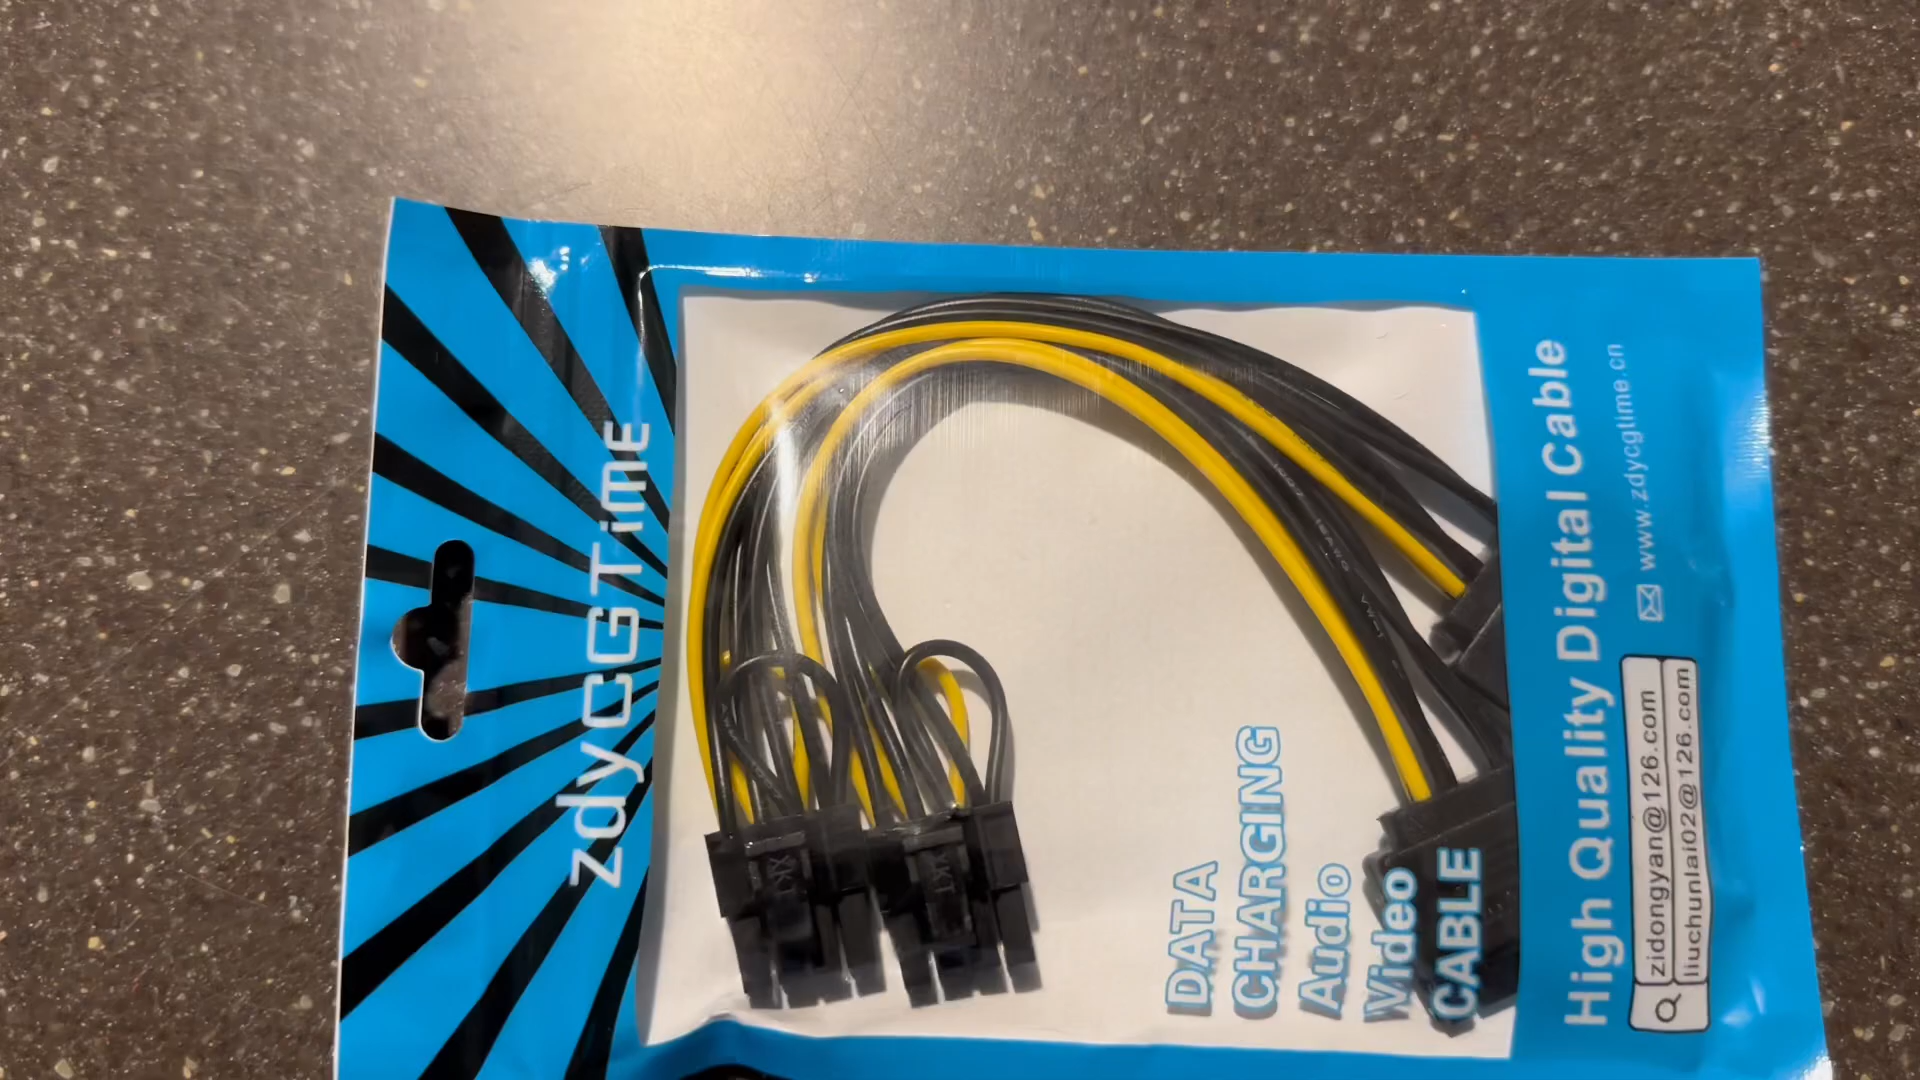 zdyCGTime
DATA
CHARGING
Audio
Video
CABLE
High Quality Digital Cable
www.zdycgtime.cn
zidongyan@126.com
liuchunlai02@126.com